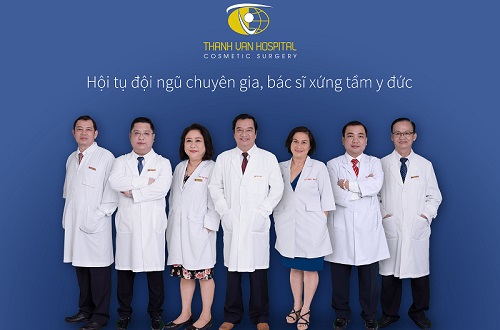 THANH VAN HOSPITAL
COSMETIC SURGERY
Hội tụ đội ngũ chuyên gia, bác sĩ xứng tầm y đức